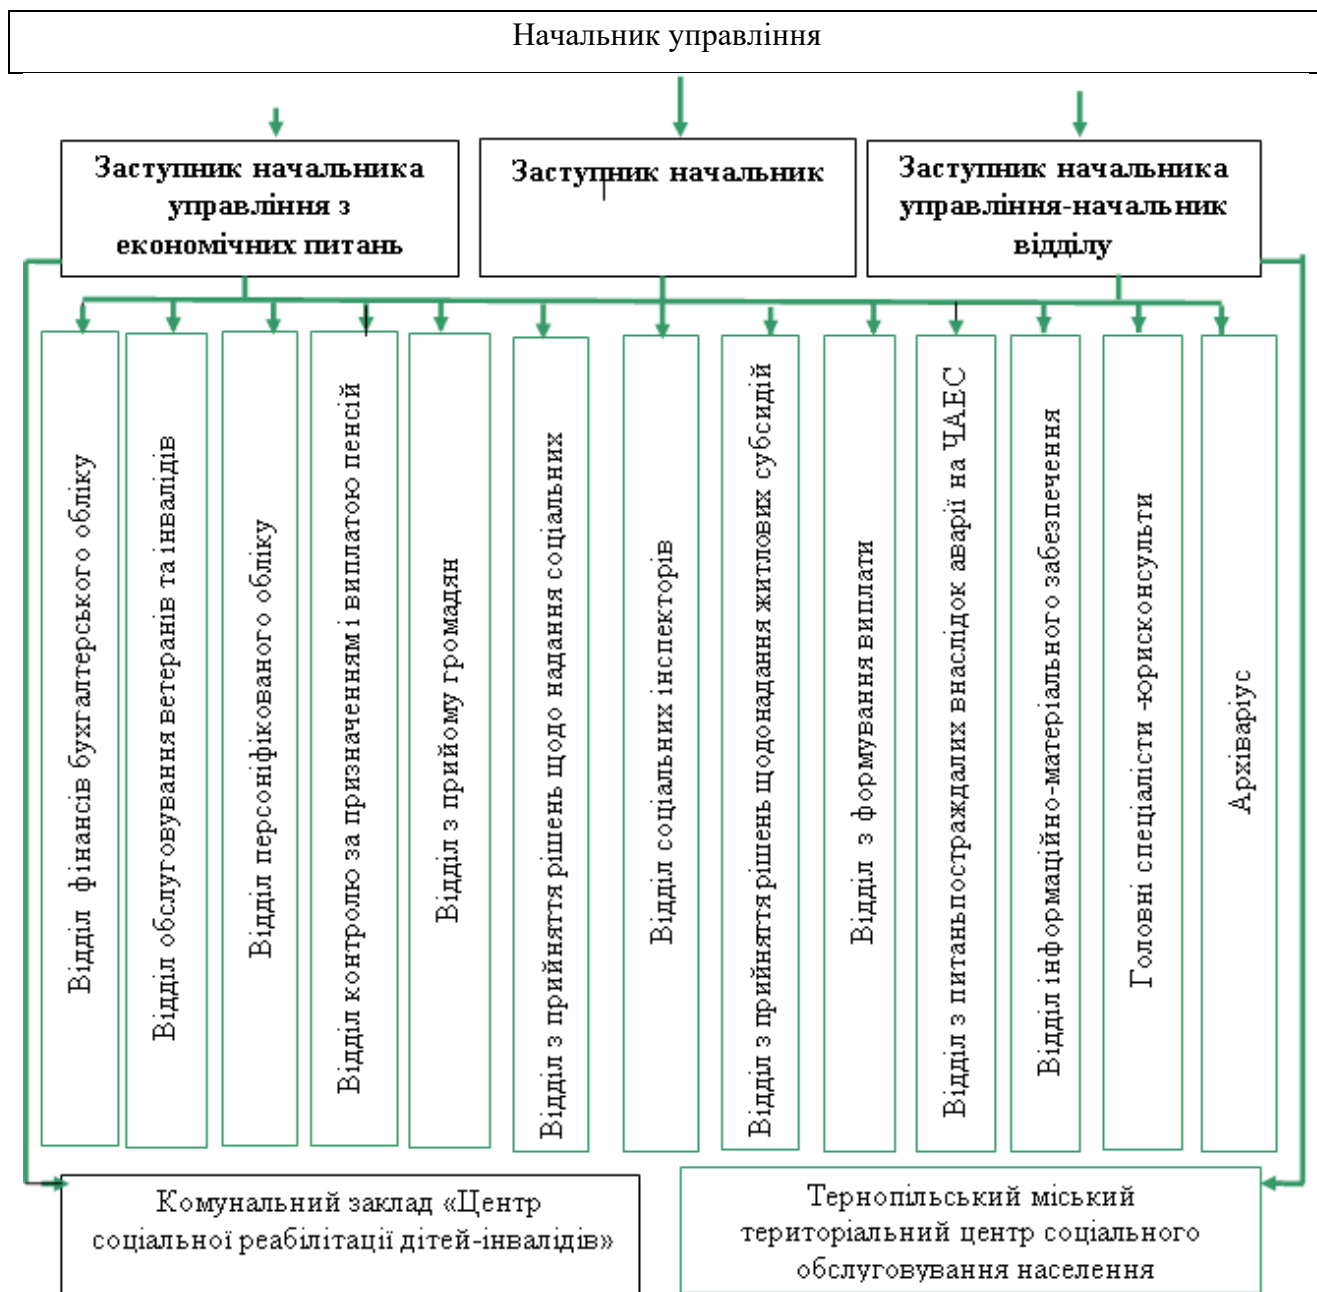 Начальник управління
Заступник начальника
управління з
економічних питань
Заступник начальник
Заступник начальника
управління-начальник
відділу
Відділ фінансів бухгалтерського обліку
Відділ обслуговування ветеранів та інвалідів
Відділ персоніфікованого обліку
Відділ контролю за призначенням і виплатою пенсій
Відділ з прийому громадян
Відділ з прийняття рішень щодо надання соціальних
Відділ соціальних інспекторів
Відділ з прийняття рішень щодонадання житлових субсидій
Відділ з формування виплати
Відділ з питаньпостраждалих внаслідок аварії на ЧАЕС
Відділ інформаційно-матеріального забезпечення
Головні спеціалісти -юрисконсульти
Архіваріус
Комунальний заклад «Центр
соціальної реабілітації дітей-інвалідів»
Тернопільський міський
територіальний центр соціального
обслуговування населення